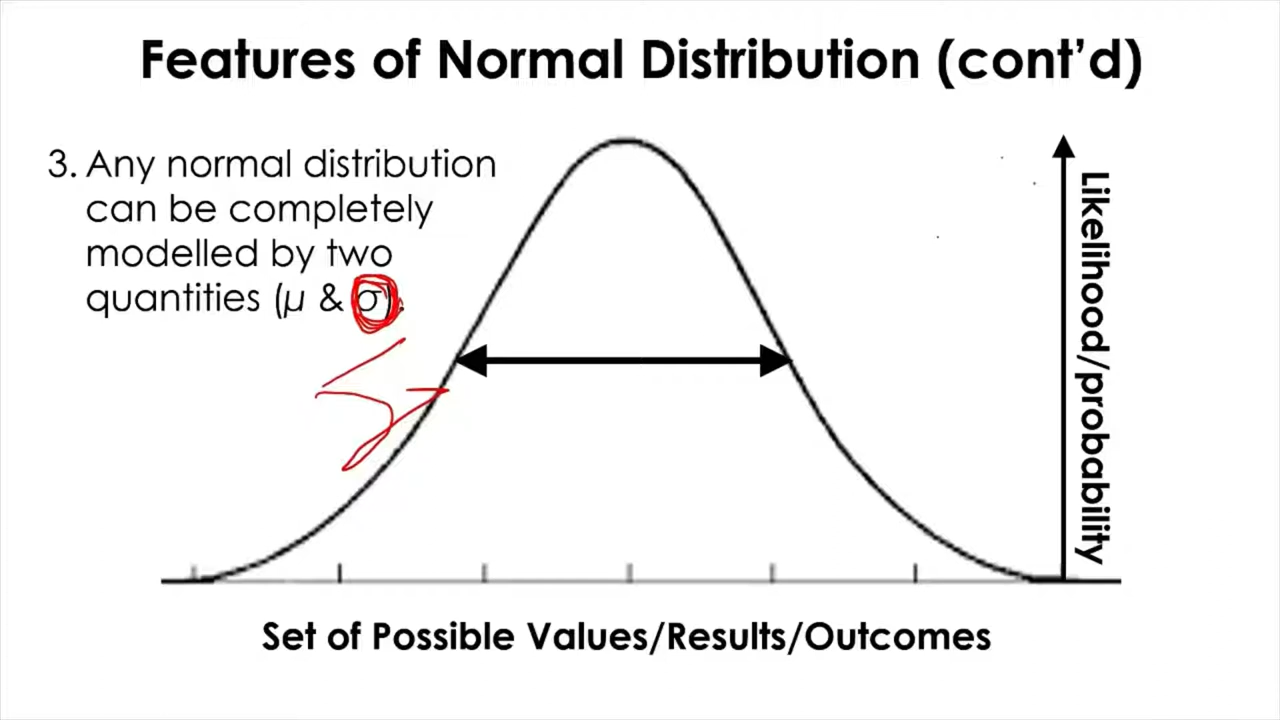 Features of Normal Distribution (cont’d)
3. Any normal distribution
can be completely
modelled by two
quantities (μ & σ).
Likelihood/probability
Set of Possible Values/Results/Outcomes